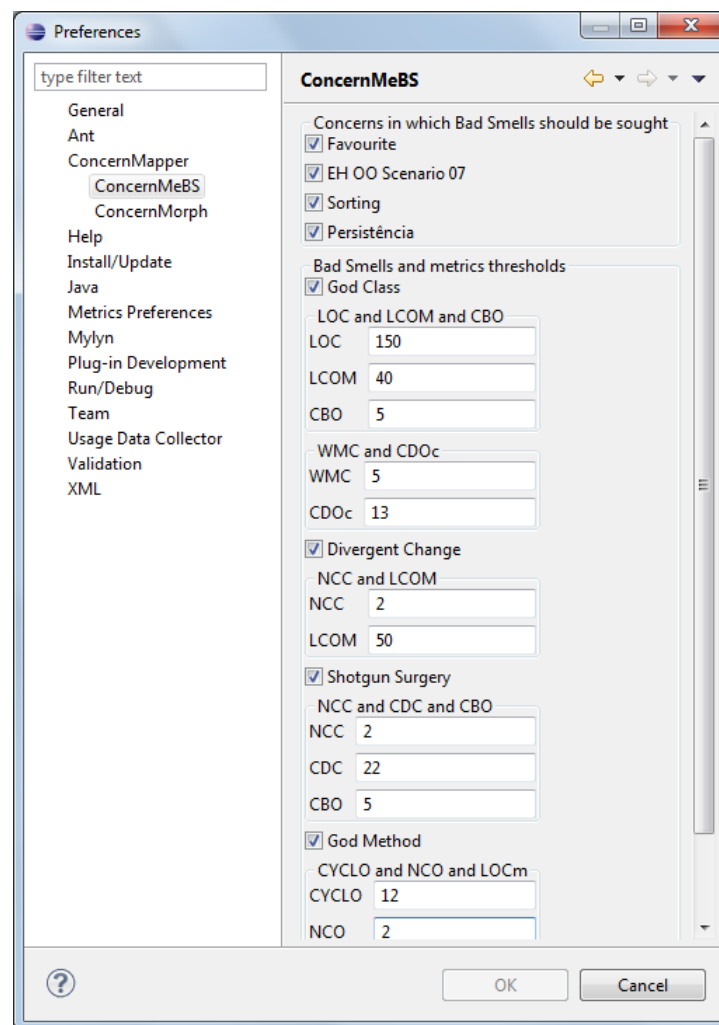 Preferences
type filter text
General
Ant
ConcernMapper
ConcernMeBS
ConcernMorph
Help
Install/Update
Java
Metrics Preferences
Mylyn
Plug-in Development
Run/Debug
Team
Usage Data Collector
Validation
XML
ConcernMeBS
Concerns in which Bad Smells should be sought
Favourite
EH OO Scenario 07
Sorting
Persistência
Bad Smells and metrics thresholds
God Class
LOC and LCOM and CBO
LOC 150
LCOM 40
CBO 5
WMC and CDOc
WMC 5
CDOc 13
Divergent Change
NCC and LCOM
NCC 2
LCOM 50
Shotgun Surgery
NCC and CDC and CBO
NCC 2
CDC 22
CBO 5
God Method
CYCLO and NCO and LOCm
CYCLO 12
NCO 2
?
OK
Cancel